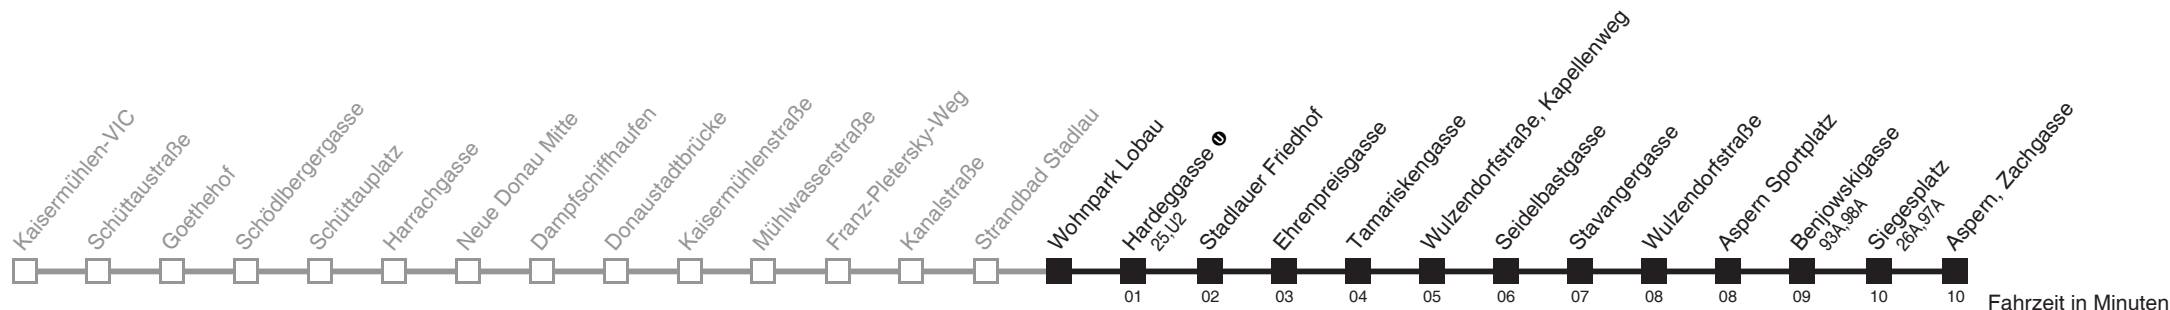 Kaisermühlen-VIC
Schüttaustraße
Goethehof
Schödlbergergasse
Schüttauplatz
Harrachgasse
Neue Donau Mitte
Dampfschiffhaufen
Donaustadtbrücke
Kaisermühlenstraße
Mühlwasserstraße
Franz-Pletersky-Weg
Kanalstraße
Strandbad Stadlau
Wohnpark Lobau
Hardeggasse U
25,U2
Stadlauer Friedhof
Ehrenpreisgasse
Tamariskengasse
Wulzendorfstraße, Kapellenweg
Seidelbastgasse
Stavangergasse
Wulzendorfstraße
Aspern Sportplatz
Benjowskigasse
93A,98A
Siegesplatz
26A,97A
Aspern, Zachgasse
01 02 03 04 05 06 07 08 08 09 10 10
Fahrzeit in Minuten